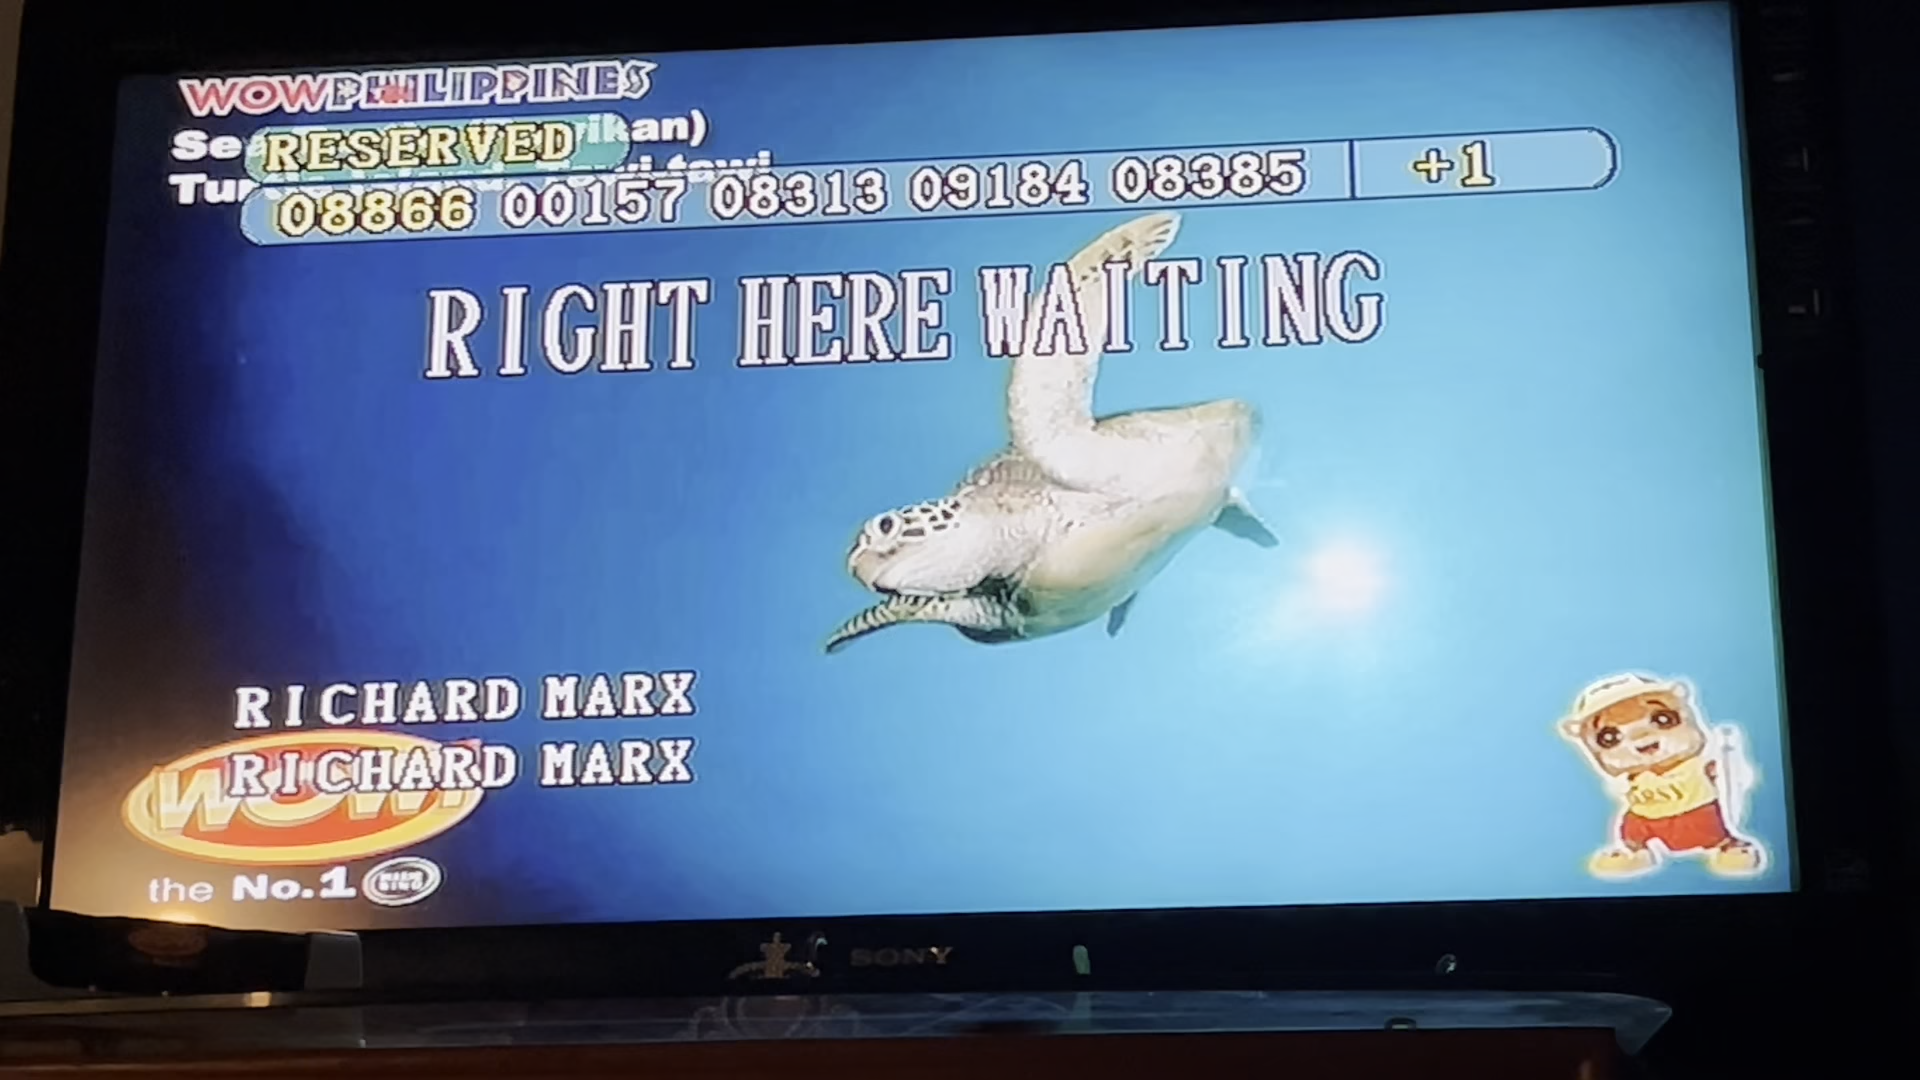 WOWPHILIPPINES
RESERVED
08866 00157 08313 09184 08385 +1
RIGHT HERE WAITING
RICHARD MARX
RICHARD MARX
WOW!
the No.1
SONY